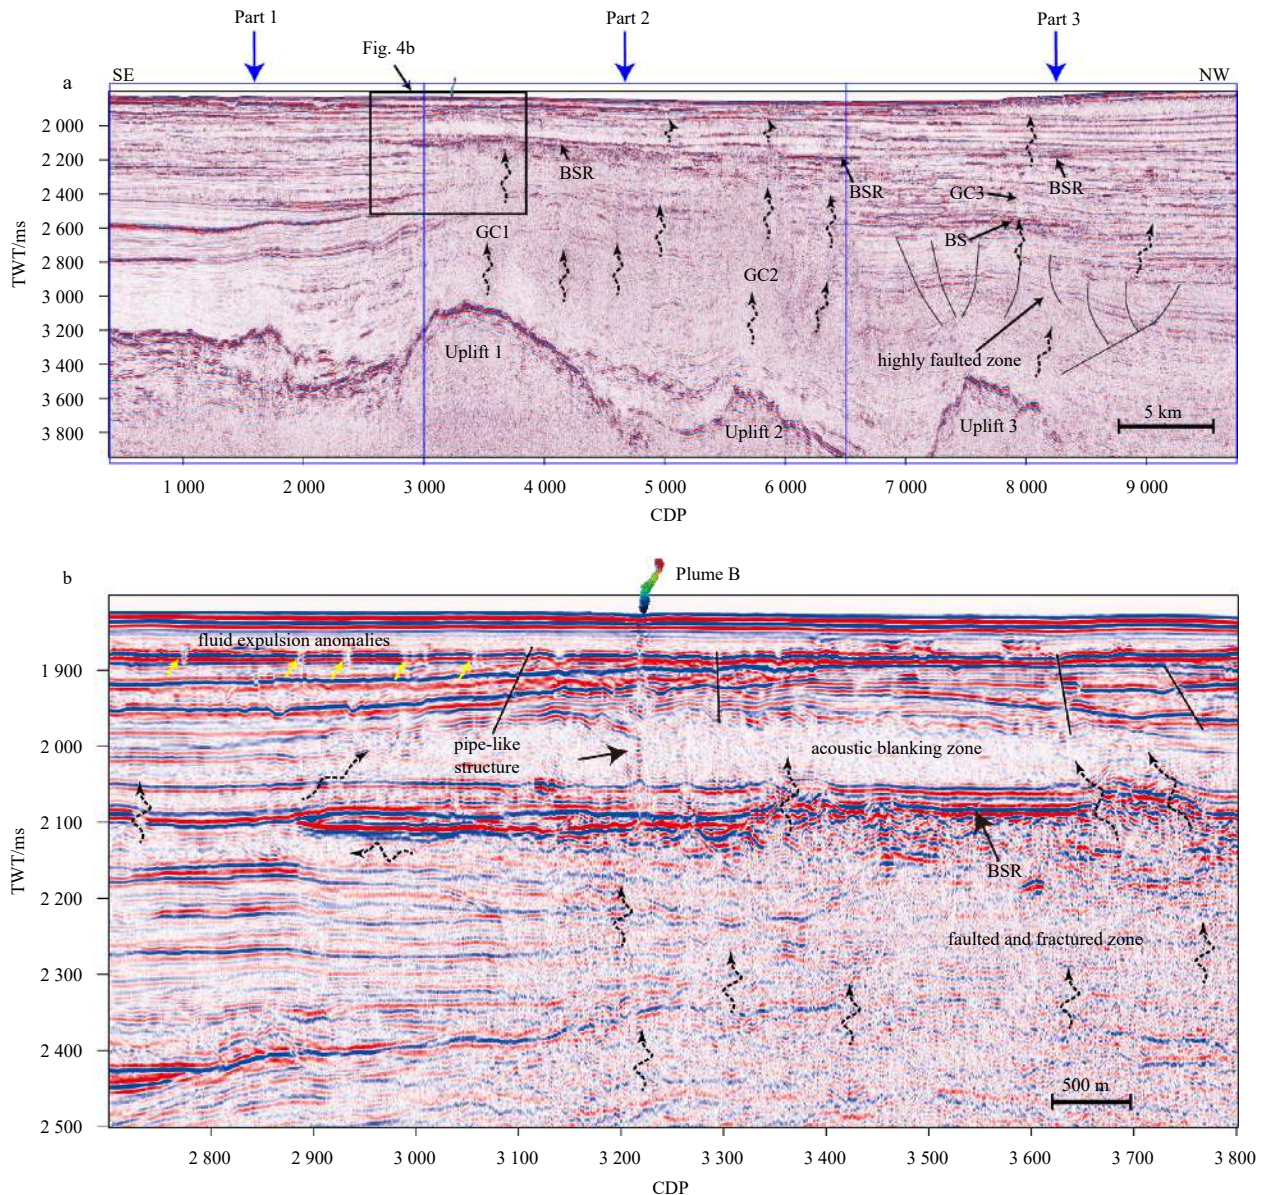 Part 1
Part 2
Part 3
Fig. 4b
a
SE
NW
2 000
2 200
2 400
2 600
2 800
3 000
3 200
3 400
3 600
3 800
TWT/ms
BSR
BSR
BSR
GC3
BS
GC1
GC2
highly faulted zone
Uplift 1
Uplift 2
Uplift 3
5 km
1 000
2 000
3 000
4 000
5 000
6 000
7 000
8 000
9 000
CDP
b
Plume B
fluid expulsion anomalies
1 900
2 000
2 100
2 200
2 300
2 400
2 500
TWT/ms
pipe-like
structure
acoustic blanking zone
BSR
faulted and fractured zone
500 m
2 800
2 900
3 000
3 100
3 200
3 300
3 400
3 500
3 600
3 700
3 800
CDP